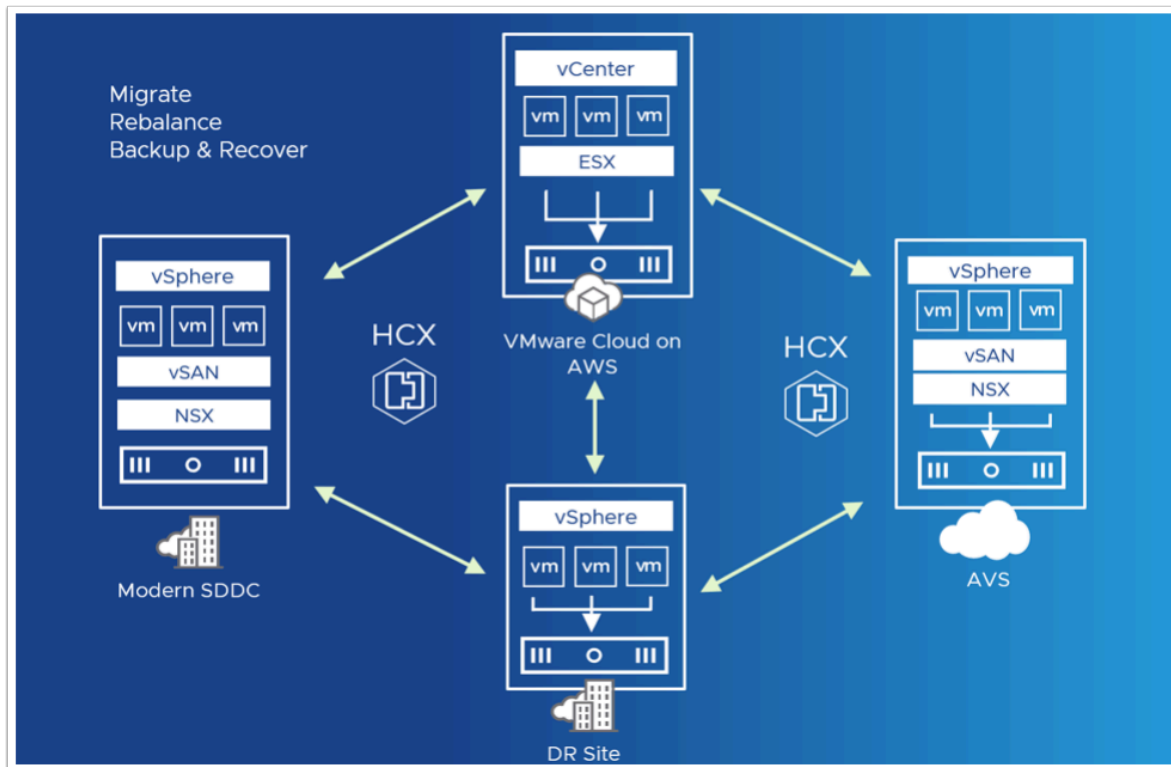 Migrate
Rebalance
Backup & Recover
vCenter
vm vm vm
ESX
VMware Cloud on
AWS
vSphere
vm vm vm
vSAN
NSX
Modern SDDC
HCX
HCX
vSphere
vm vm vm
vSAN
NSX
AVS
vSphere
vm vm vm
DR Site